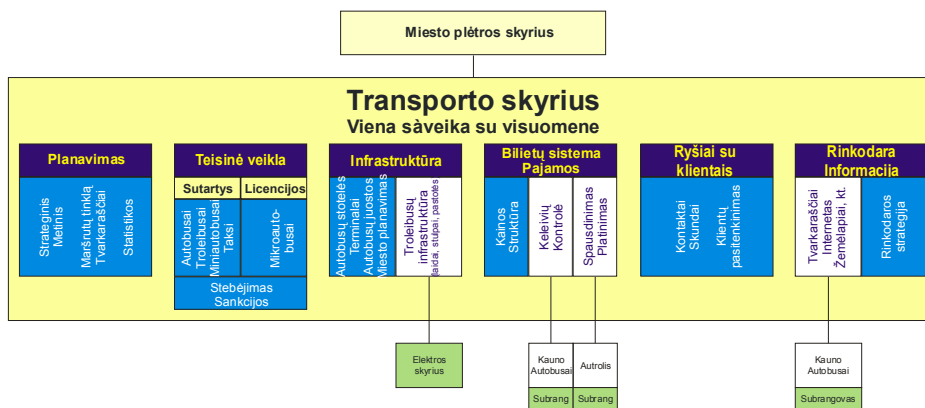 Miesto plėtros skyrius
Transporto skyrius
Viena sàveika su visuomene
Planavimas
Strateginis
Metinis
Maršrutų tinklą
Tvarkaraščiai
Statistikos
Teisinė veikla
Sutartys
Licencijos
Autobusai
Troleibusai
Miniautobusai
Taksi
Mikroauto-
busai
Stebėjimas
Sankcijos
Infrastruktūra
Autobusų stotelės
Terminalai
Autobusų juostos
Miesto planavimas
Troleibusų
infrastruktūra
laidai, stulpai, pastotės
Bilietų sistema
Pajamos
Kainos
Struktūra
Keleivių
Kontrolė
Spausdinimas
Platinimas
Ryšiai su
klientais
Kontaktai
Skundai
Klientų
pasitenkinimas
Rinkodara
Informacija
Tvarkaraščiai
Internetas
Žemėlapiai, kt.
Rinkodaros
strategija
Elektros
skyrius
Kauno
Autobusai
Subrang
Autrolis
Subrang
Kauno
Autobusai
Subrangovas